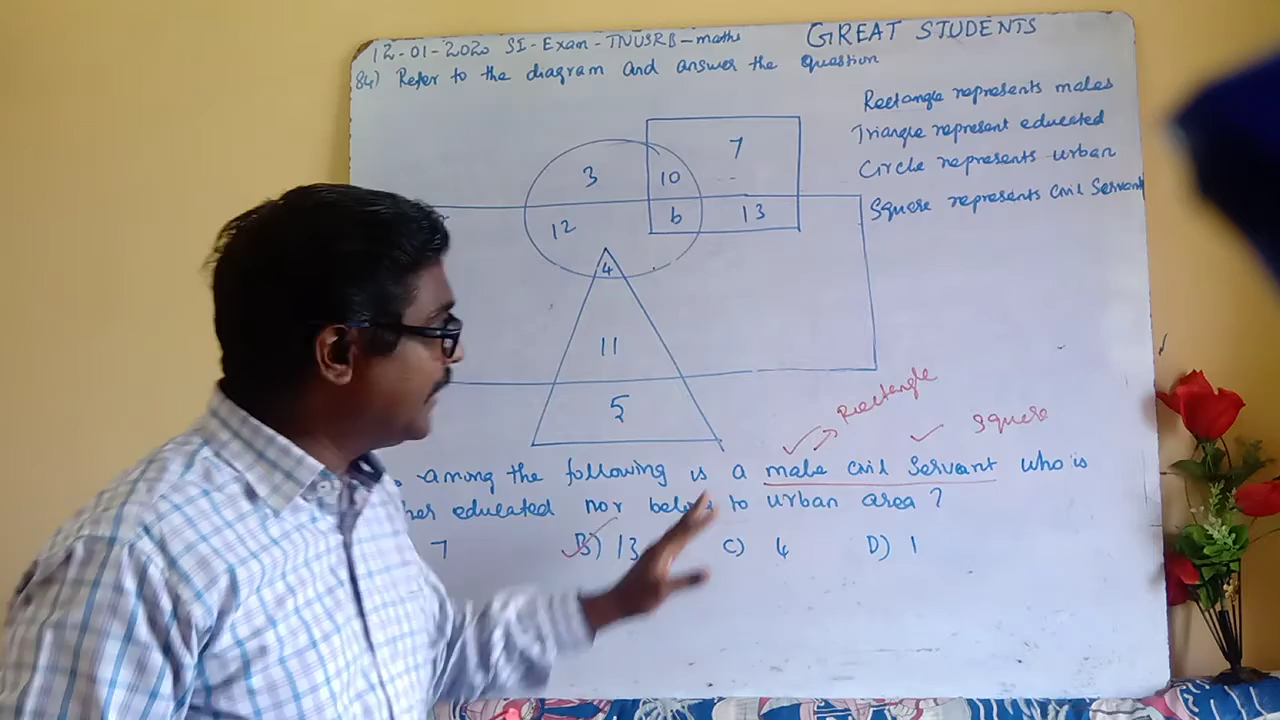 12-01-2020 SI-Exam-TNUSRB-maths GREAT STUDENTS
84) Refer to the diagram and answer the question
Rectangle represents males
Triangle represent educated
Circle represents urban
Square represents Civil Servant
7
3
10
12
6
13
4
11
5
Rectangle
Square
among the following is a male civil Servant who is
educated nor belong to urban area?
7 B) 13 C) 4 D) 1